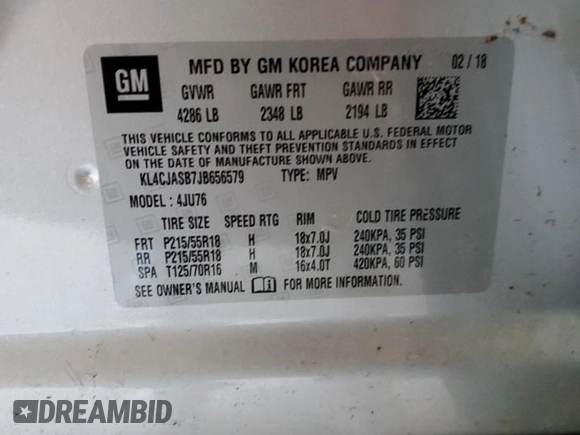 GM
MFD BY GM KOREA COMPANY 02 / 18
GVWR GAWR FRT GAWR RR
4286 LB 2348 LB 2194 LB
THIS VEHICLE CONFORMS TO ALL APPLICABLE U.S. FEDERAL MOTOR
VEHICLE SAFETY AND THEFT PREVENTION STANDARDS IN EFFECT
ON THE DATE OF MANUFACTURE SHOWN ABOVE.
KL4CJASB7JB656579 TYPE: MPV
MODEL : 4JU76
TIRE SIZE SPEED RTG RIM COLD TIRE PRESSURE
FRT P215/55R18 H 18x7.0J 240KPA, 35 PSI
RR P215/55R18 H 18x7.0J 240KPA, 35 PSI
SPA T125/70R16 M 16x4.0T 420KPA, 60 PSI
SEE OWNER'S MANUAL FOR MORE INFORMATION.
DREAMBID